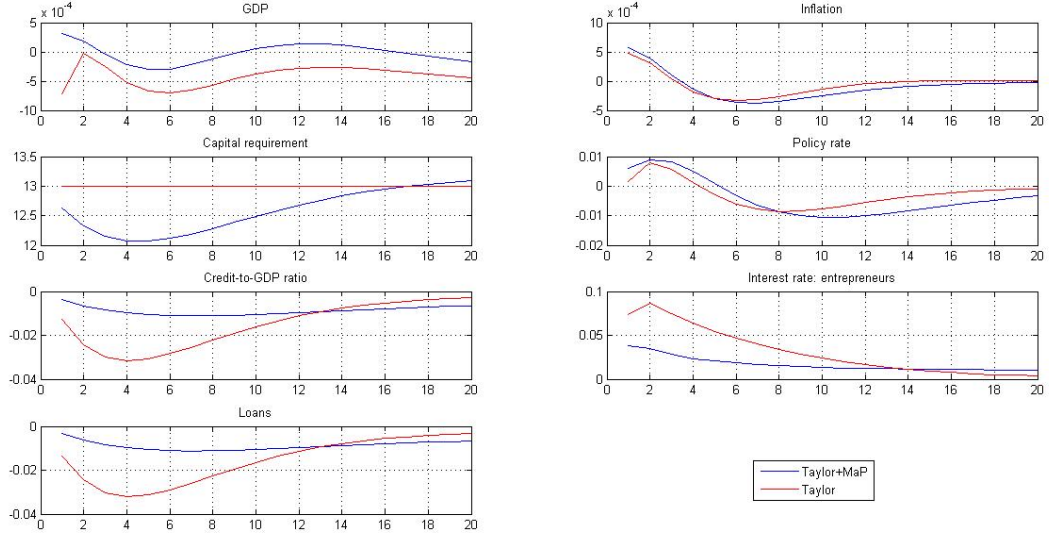 GDP
x 10^-4
5
0
-5
-10
0 2 4 6 8 10 12 14 16 18 20
Inflation
x 10^-4
10
5
0
-5
0 2 4 6 8 10 12 14 16 18 20
Capital requirement
13.5
13
12.5
12
0 2 4 6 8 10 12 14 16 18 20
Policy rate
0.01
0
-0.01
-0.02
0 2 4 6 8 10 12 14 16 18 20
Credit-to-GDP ratio
0
-0.02
-0.04
0 2 4 6 8 10 12 14 16 18 20
Interest rate: entrepreneurs
0.1
0.05
0
0 2 4 6 8 10 12 14 16 18 20
Loans
0
-0.02
-0.04
0 2 4 6 8 10 12 14 16 18 20
Taylor+MaP
Taylor